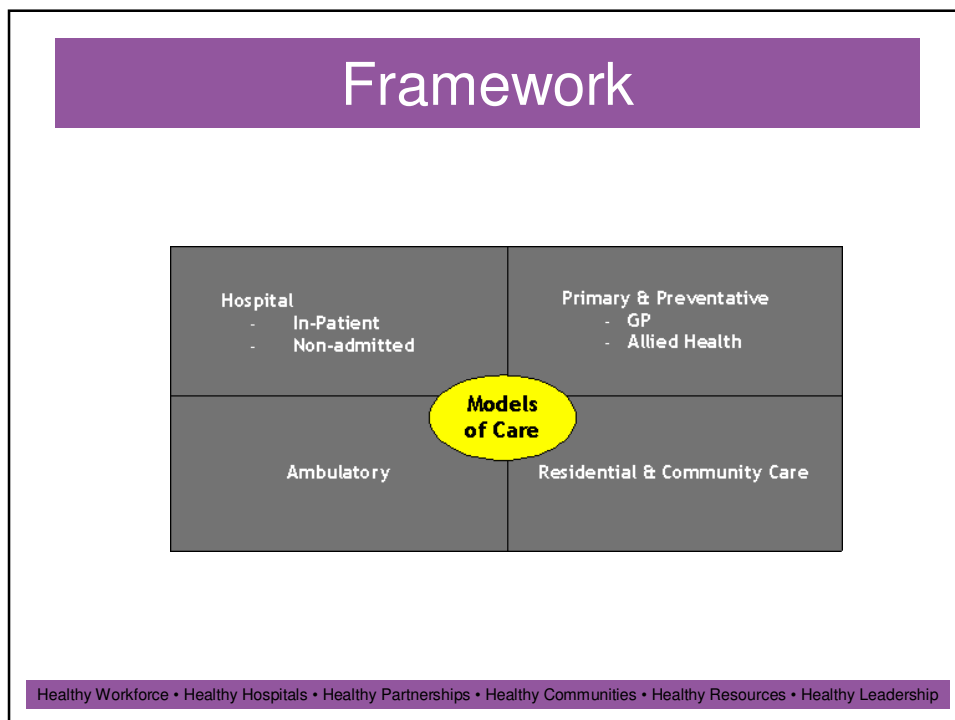 Framework
Hospital
- In-Patient
- Non-admitted
Primary & Preventative
- GP
- Allied Health
Models
of Care
Ambulatory
Residential & Community Care
Healthy Workforce • Healthy Hospitals • Healthy Partnerships • Healthy Communities • Healthy Resources • Healthy Leadership